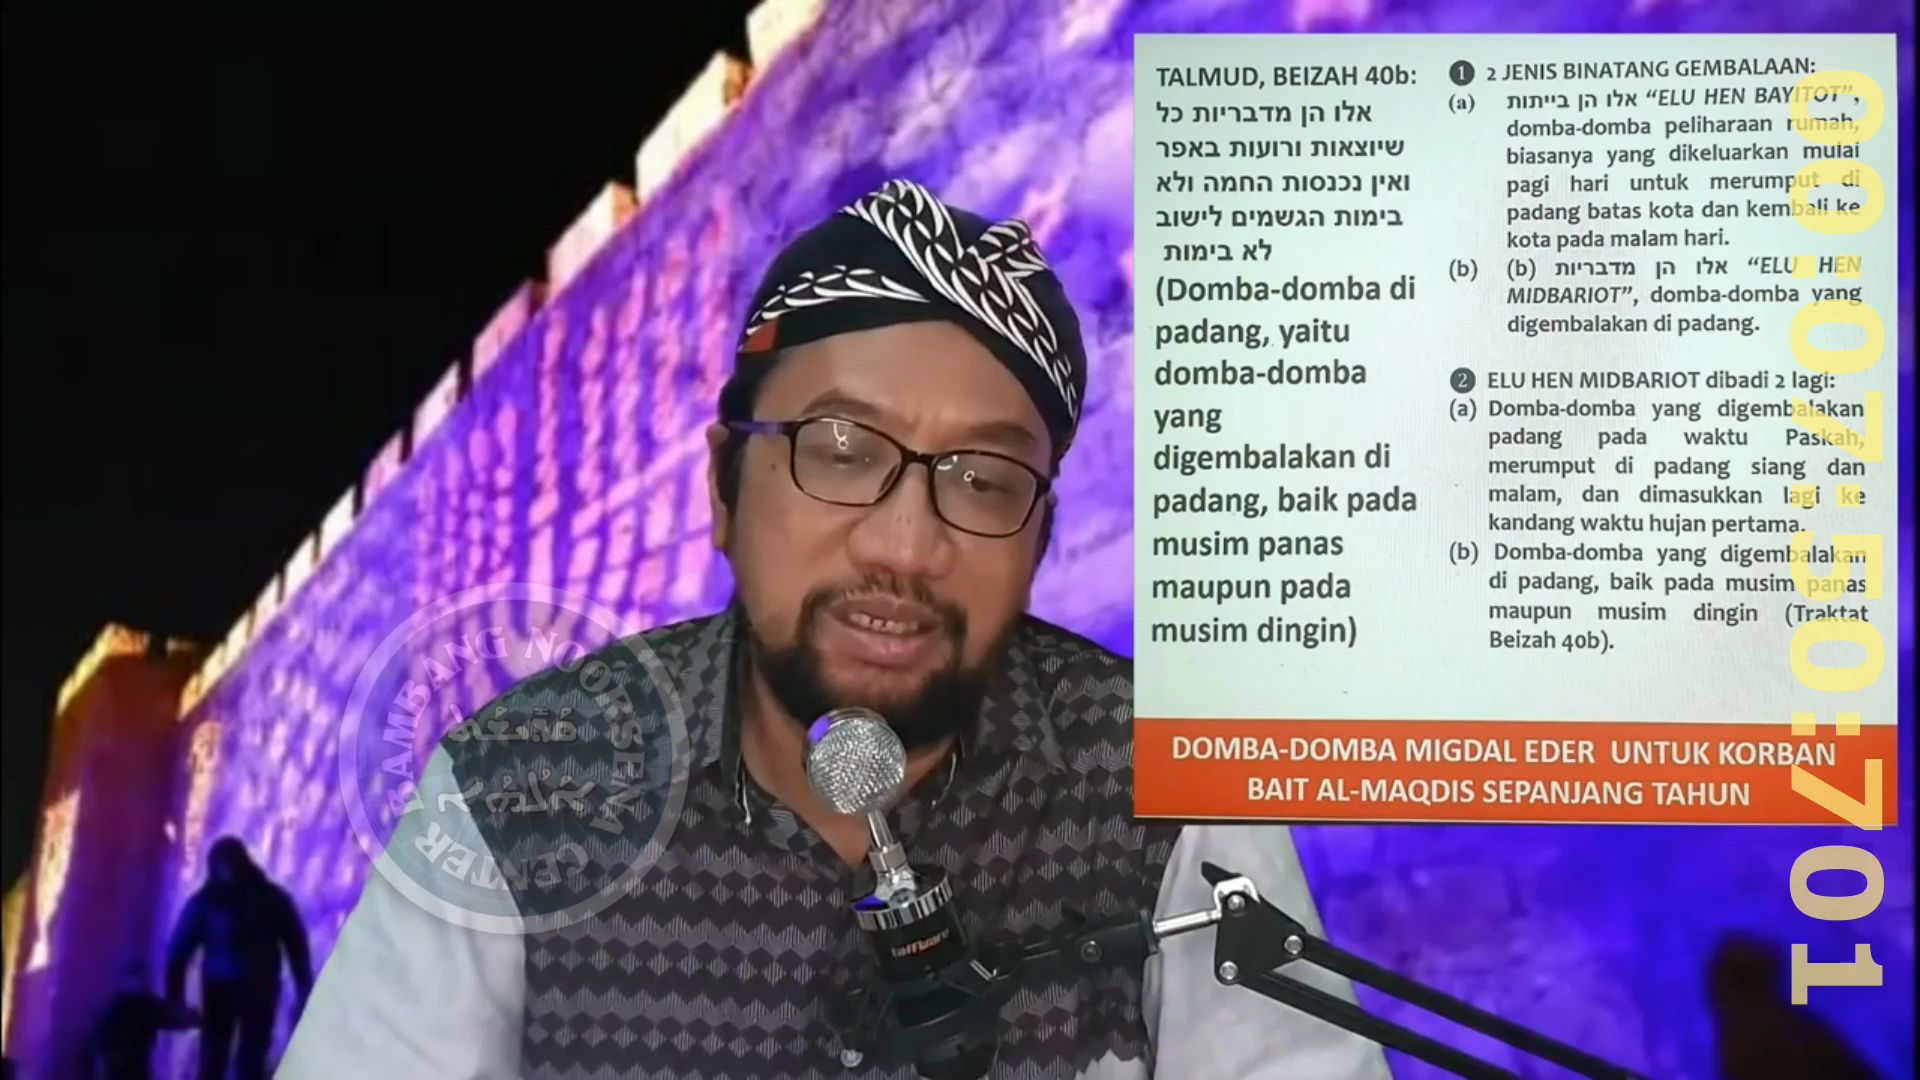 TALMUD, BEIZAH 40b:
אלו הן מדבריות כל
שיוצאות ורועות באפר
ואין נכנסות החמה ולא
בימות הגשמים לישוב
לא בימות
(Domba-domba di
padang, yaitu
domba-domba
yang
digembalakan di
padang, baik pada
musim panas
maupun pada
musim dingin)
❶ 2 JENIS BINATANG GEMBALAAN:
(a) אלו הן בייתות “ELU HEN BAYITOT”,
domba-domba peliharaan rumah,
biasanya yang dikeluarkan mulai
pagi hari untuk merumput di
padang batas kota dan kembali ke
kota pada malam hari.
(b) (b) אלו הן מדבריות “ELU HEN
MIDBARIOT”, domba-domba yang
digembalakan di padang.
❷ ELU HEN MIDBARIOT dibadi 2 lagi:
(a) Domba-domba yang digembalakan
padang pada waktu Paskah,
merumput di padang siang dan
malam, dan dimasukkan lagi ke
kandang waktu hujan pertama.
(b) Domba-domba yang digembalakan
di padang, baik pada musim panas
maupun musim dingin (Traktat
Beizah 40b).
DOMBA-DOMBA MIGDAL EDER UNTUK KORBAN
BAIT AL-MAQDIS SEPANJANG TAHUN
00:07:50:701
BAMBANG NOORSENA CENTER
taffware